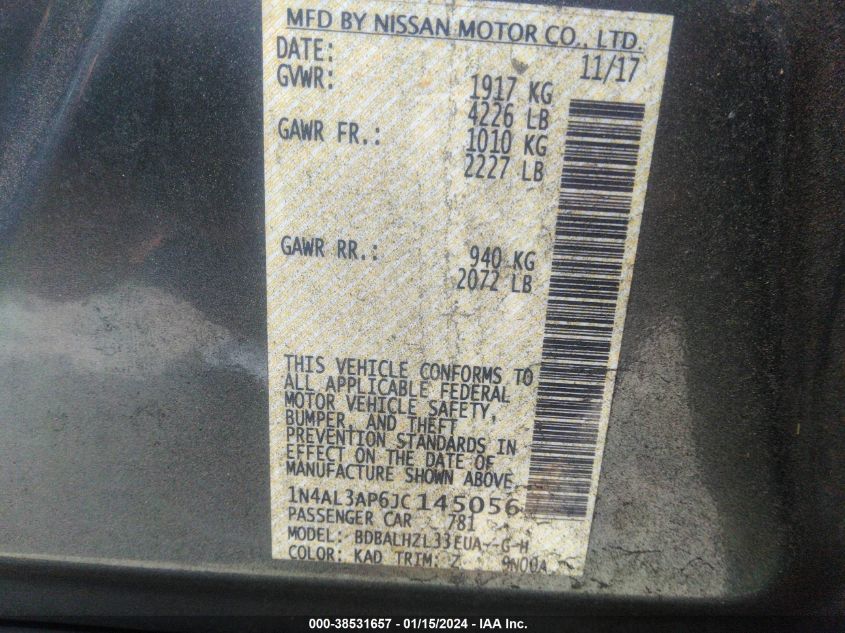 MFD BY NISSAN MOTOR CO., LTD.
DATE: 11/17
GVWR: 1917 KG
4226 LB
GAWR FR.: 1010 KG
2227 LB
GAWR RR.: 940 KG
2072 LB
THIS VEHICLE CONFORMS TO
ALL APPLICABLE FEDERAL
MOTOR VEHICLE SAFETY,
BUMPER, AND THEFT
PREVENTION STANDARDS IN
EFFECT ON THE DATE OF
MANUFACTURE SHOWN ABOVE.
1N4AL3AP6JC145056
PASSENGER CAR 781
MODEL: BDBALHZL33EUA--G-H
COLOR: KAD TRIM: Z 9N00A
000-38531657 - 01/15/2024 - IAA Inc.